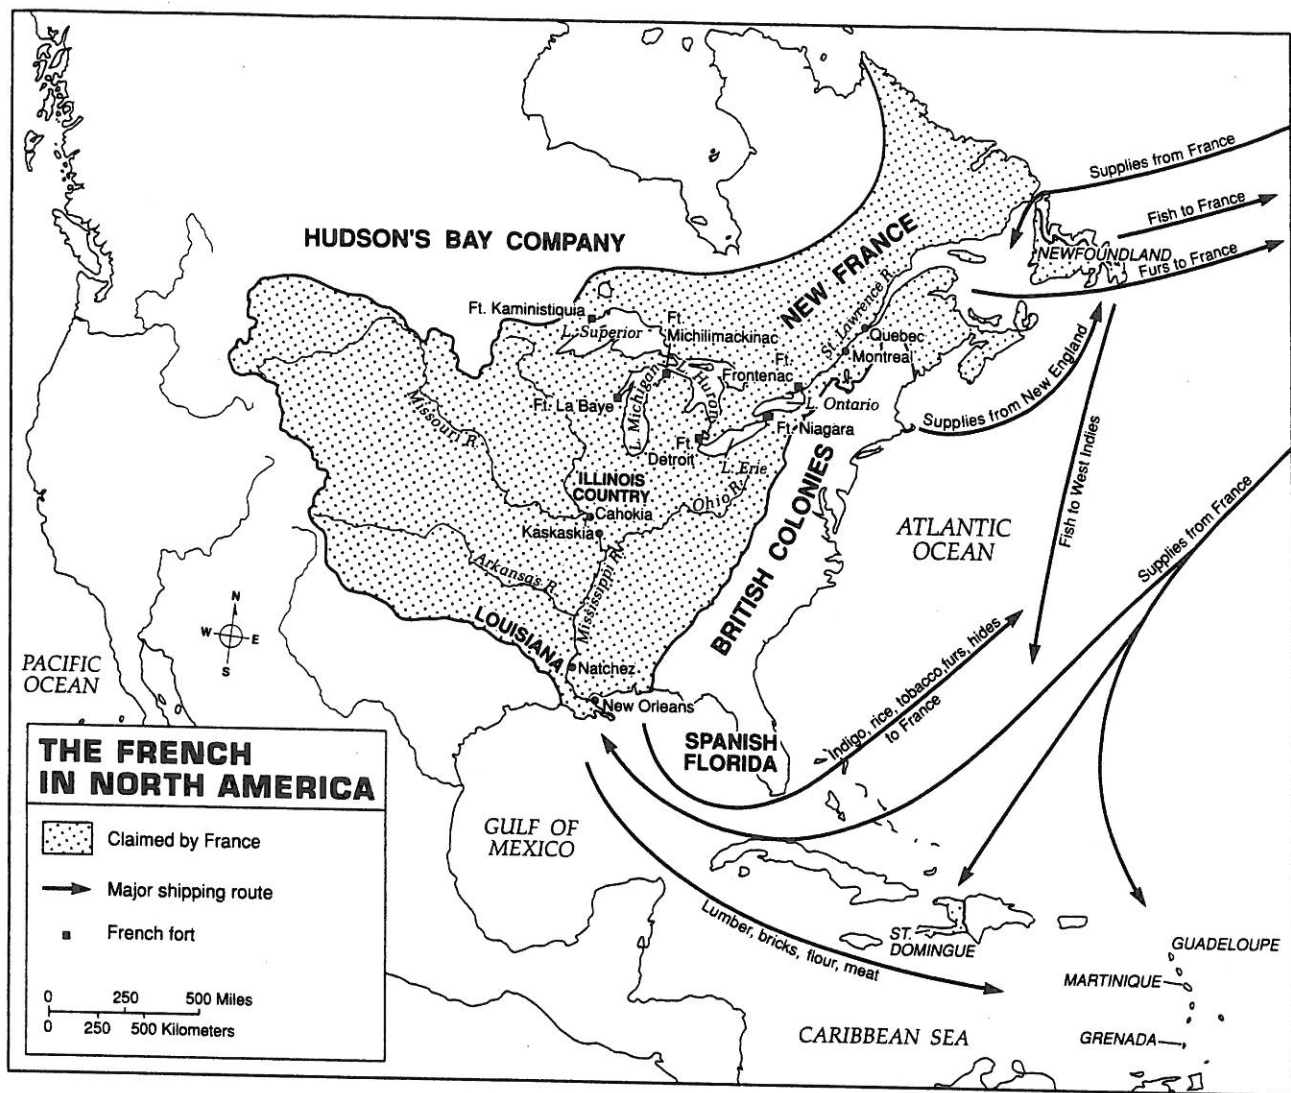 Supplies from France
Fish to France
Furs to France
HUDSON'S BAY COMPANY
NEW FRANCE
NEWFOUNDLAND
Ft. Kaministiquia
L. Superior
Ft.
Michilimackinac
St. Lawrence R.
Quebec
Montreal
Ft.
Frontenac
L. Huron
L. Michigan
Ft. La Baye
L. Ontario
Ft. Niagara
Supplies from New England
Missouri R.
Ft.
Detroit
L. Erie
Ohio R.
ILLINOIS
COUNTRY
Cahokia
Kaskaskia
Arkansas R.
Mississippi R.
BRITISH COLONIES
ATLANTIC
OCEAN
Fish to West Indies
Supplies from France
N
W E
S
LOUISIANA
Natchez
New Orleans
PACIFIC
OCEAN
SPANISH
FLORIDA
Indigo, rice, tobacco, furs, hides
to France
GULF OF
MEXICO
Lumber, bricks, flour, meat
ST.
DOMINGUE
GUADELOUPE
MARTINIQUE
GRENADA
CARIBBEAN SEA
THE FRENCH
IN NORTH AMERICA
Claimed by France
Major shipping route
French fort
0 250 500 Miles
0 250 500 Kilometers